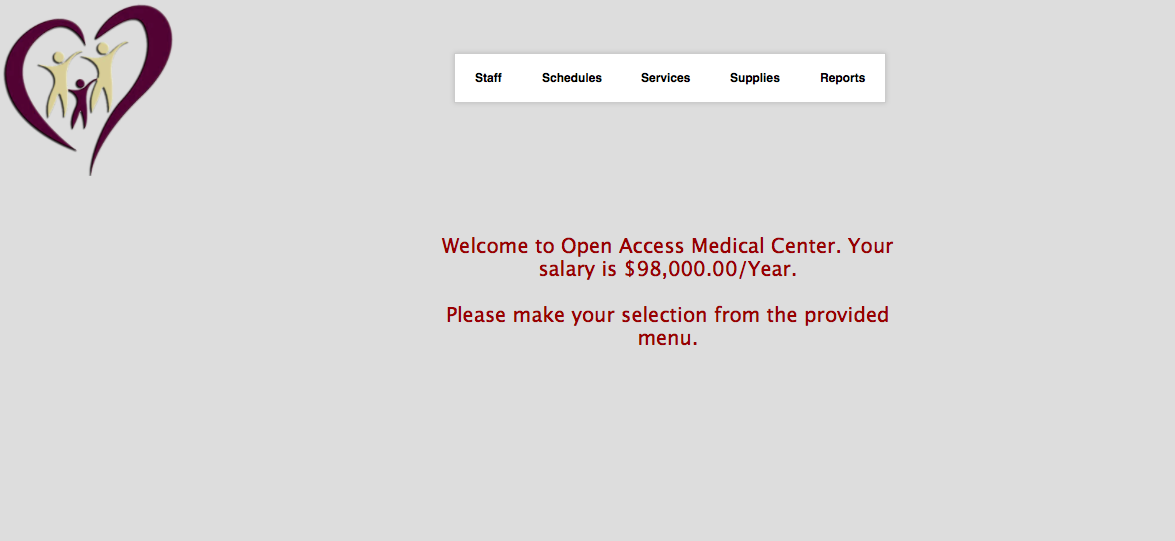 Staff Schedules Services Supplies Reports
Welcome to Open Access Medical Center. Your
salary is $98,000.00/Year.
Please make your selection from the provided
menu.